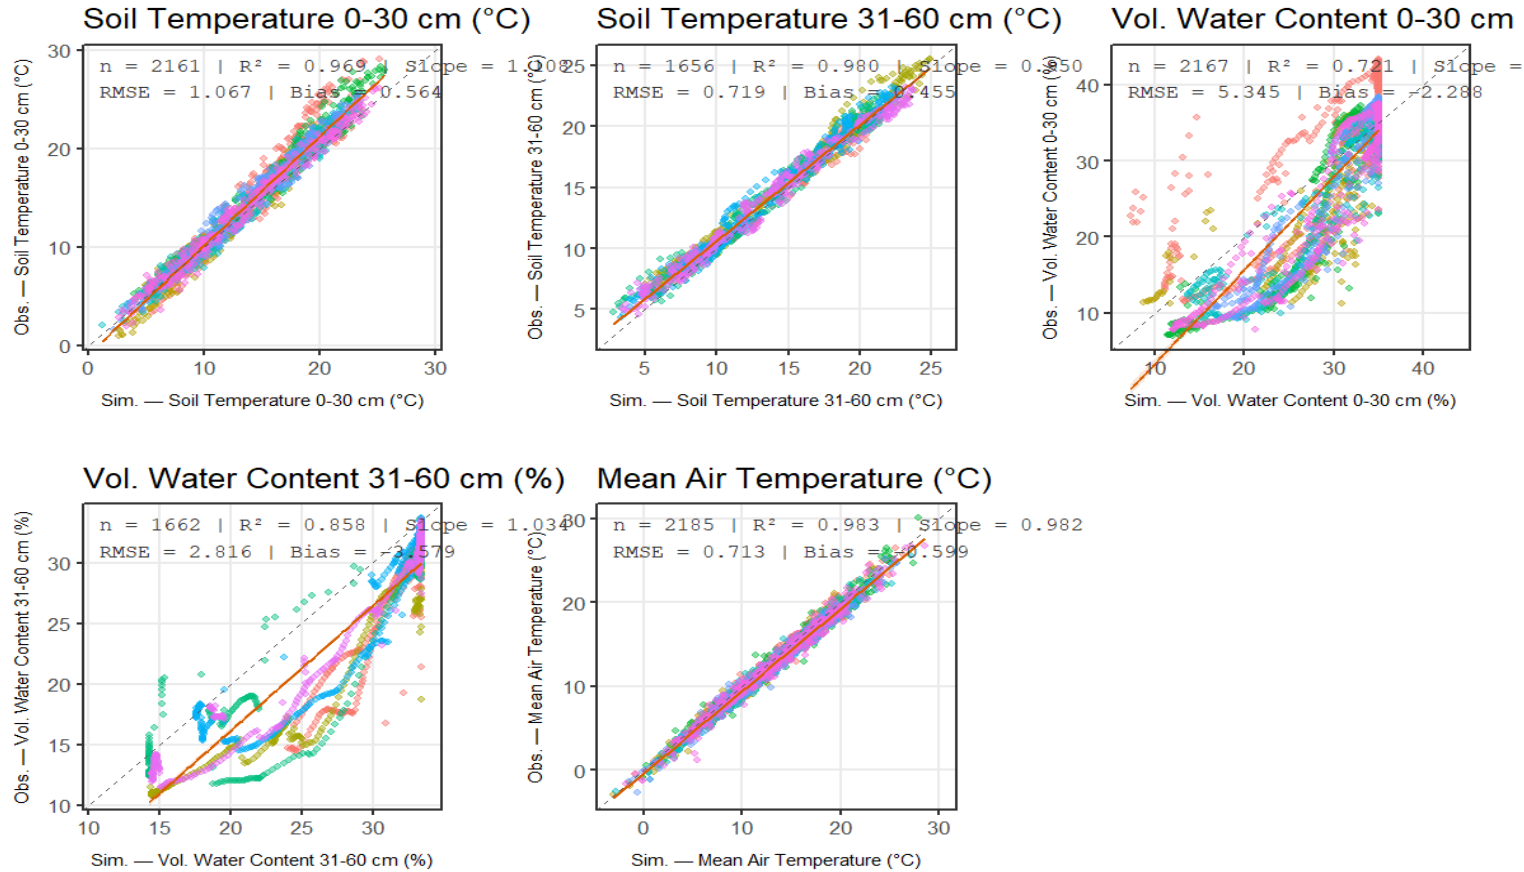 Soil Temperature 0-30 cm (°C)
n = 2161 | R² = 0.969 | Slope = 1.108
RMSE = 1.067 | Bias = 0.564
30
20
10
0
Obs. — Soil Temperature 0-30 cm (°C)
0 10 20 30
Sim. — Soil Temperature 0-30 cm (°C)
Soil Temperature 31-60 cm (°C)
n = 1656 | R² = 0.980 | Slope = 0.950
RMSE = 0.719 | Bias = 0.455
25
20
15
10
5
Obs. — Soil Temperature 31-60 cm (°C)
5 10 15 20 25
Sim. — Soil Temperature 31-60 cm (°C)
Vol. Water Content 0-30 cm
n = 2167 | R² = 0.721 | Slope =
RMSE = 5.345 | Bias = −2.288
40
30
20
10
Obs. — Vol. Water Content 0-30 cm (%)
10 20 30 40
Sim. — Vol. Water Content 0-30 cm (%)
Vol. Water Content 31-60 cm (%)
n = 1662 | R² = 0.858 | Slope = 1.034
RMSE = 2.816 | Bias = −3.579
30
25
20
15
10
Obs. — Vol. Water Content 31-60 cm (%)
10 15 20 25 30
Sim. — Vol. Water Content 31-60 cm (%)
Mean Air Temperature (°C)
n = 2185 | R² = 0.983 | Slope = 0.982
RMSE = 0.713 | Bias = −0.599
30
20
10
0
Obs. — Mean Air Temperature (°C)
0 10 20 30
Sim. — Mean Air Temperature (°C)